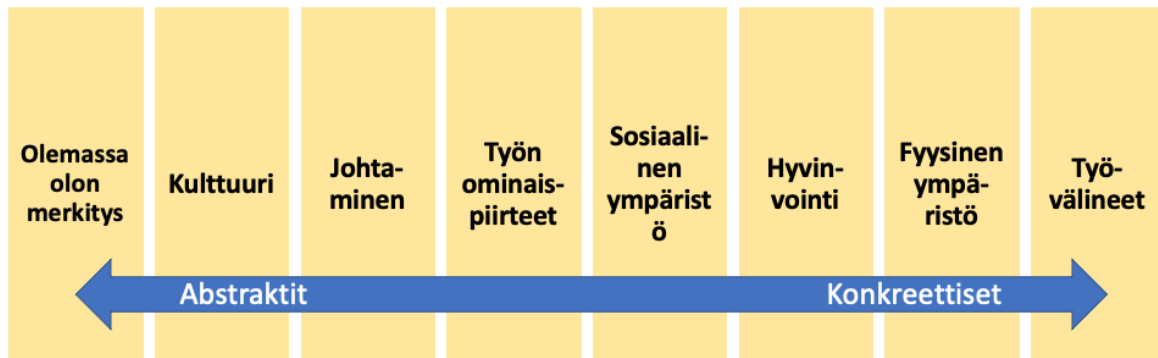 Olemassa
olon
merkitys
Kulttuuri
Johta-
minen
Työn
ominais-
piirteet
Sosiaali-
nen
ympärist
ö
Hyvin-
vointi
Fyysinen
ympä-
ristö
Työ-
välineet
Abstraktit
Konkreettiset